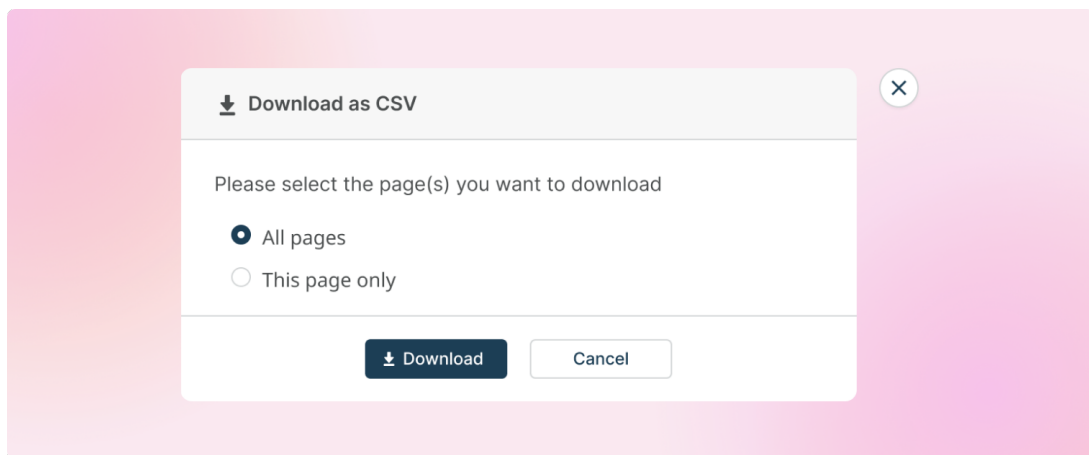 Download as CSV
Please select the page(s) you want to download
All pages
This page only
Download
Cancel